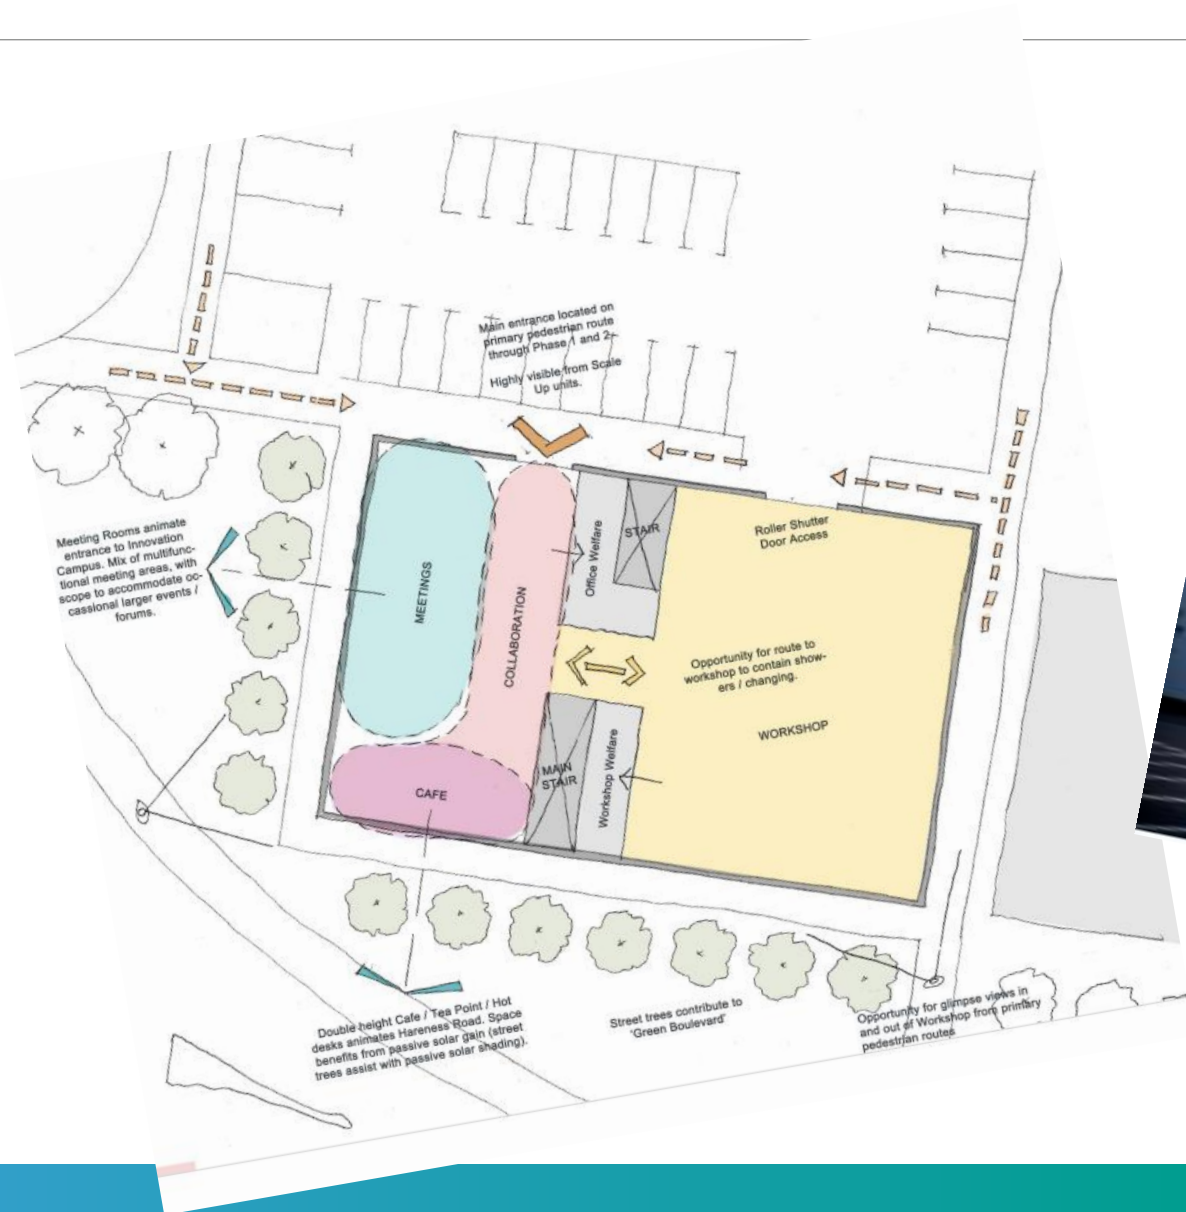 Main entrance located on
primary pedestrian route
through Phase 1 and 2
Highly visible from Scale
Up units.
Meeting Rooms animate
entrance to Innovation
Campus. Mix of multifunc-
tional meeting areas, with
scope to accommodate oc-
cassional larger events /
forums.
MEETINGS
COLLABORATION
Office Welfare
STAIR
Roller Shutter
Door Access
Opportunity for route to
workshop to contain show-
ers / changing.
WORKSHOP
MAIN
STAIR
Workshop Welfare
CAFE
Double height Cafe / Tea Point / Hot
desks animates Hareness Road. Space
benefits from passive solar gain (street
trees assist with passive solar shading).
Street trees contribute to
'Green Boulevard'
Opportunity for glimpse views in
and out of Workshop from primary
pedestrian routes